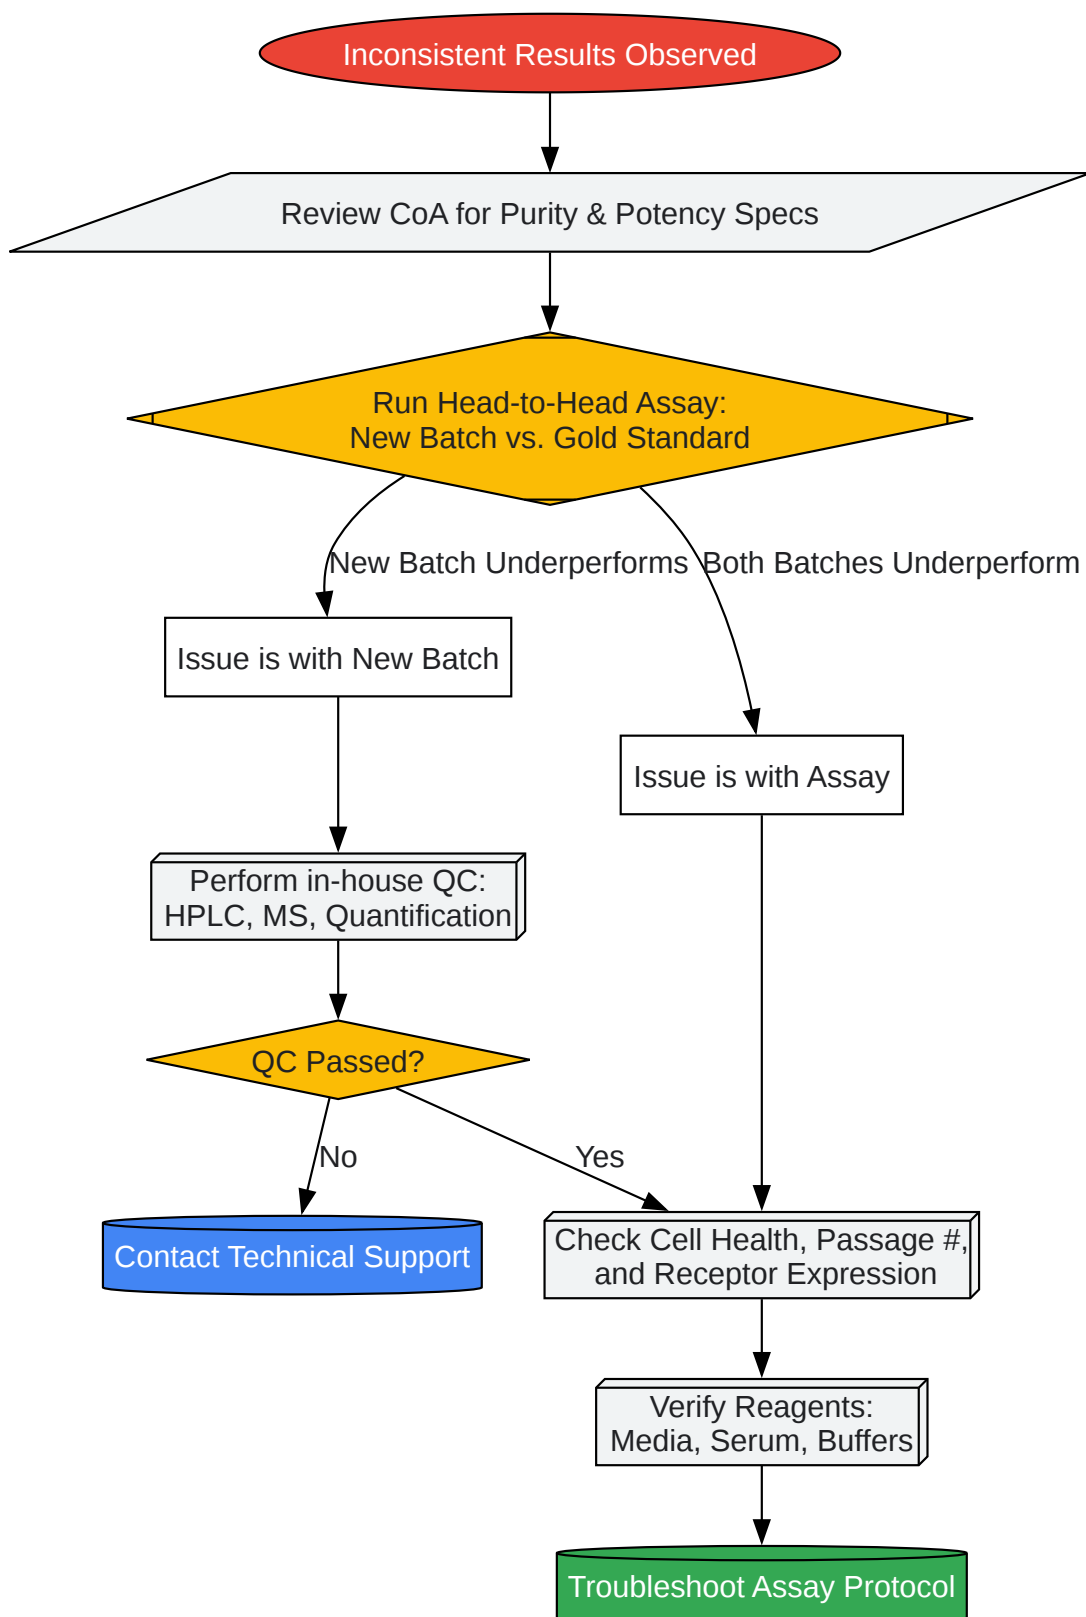 Inconsistent Results Observed
Review CoA for Purity & Potency Specs
Run Head-to-Head Assay:
New Batch vs. Gold Standard
New Batch Underperforms
Both Batches Underperform
Issue is with New Batch
Issue is with Assay
Perform in-house QC:
HPLC, MS, Quantification
QC Passed?
No
Yes
Contact Technical Support
Check Cell Health, Passage #,
and Receptor Expression
Verify Reagents:
Media, Serum, Buffers
Troubleshoot Assay Protocol